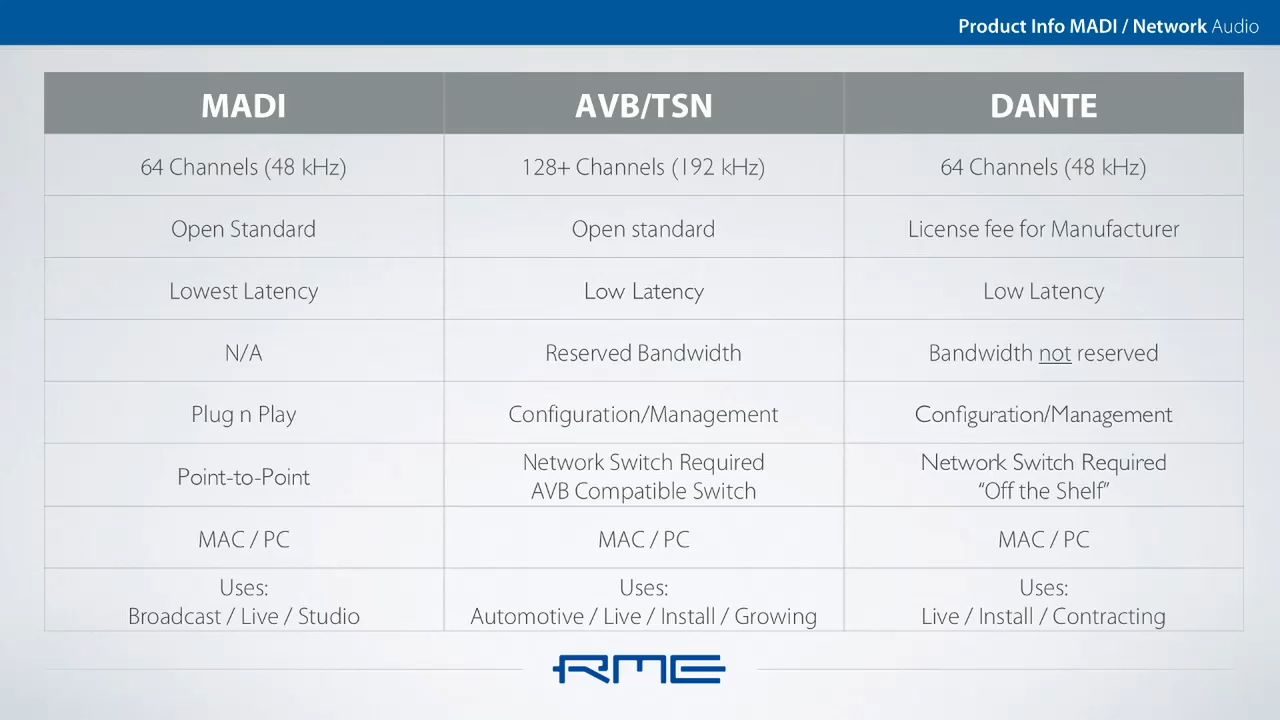 Product Info MADI / Network Audio
MADI AVB/TSN DANTE
64 Channels (48 kHz) 128+ Channels (192 kHz) 64 Channels (48 kHz)
Open Standard Open standard License fee for Manufacturer
Lowest Latency Low Latency Low Latency
N/A Reserved Bandwidth Bandwidth not reserved
Plug n Play Configuration/Management Configuration/Management
Point-to-Point Network Switch Required Network Switch Required
AVB Compatible Switch “Off the Shelf”
MAC / PC MAC / PC MAC / PC
Uses: Uses: Uses:
Broadcast / Live / Studio Automotive / Live / Install / Growing Live / Install / Contracting
RME